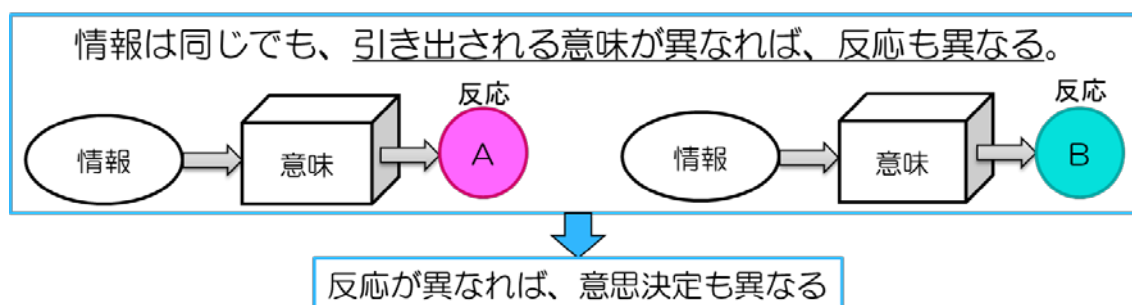 情報は同じでも、引き出される意味が異なれば、反応も異なる。
反応
情報
意味
A
反応
情報
意味
B
反応が異なれば、意思決定も異なる